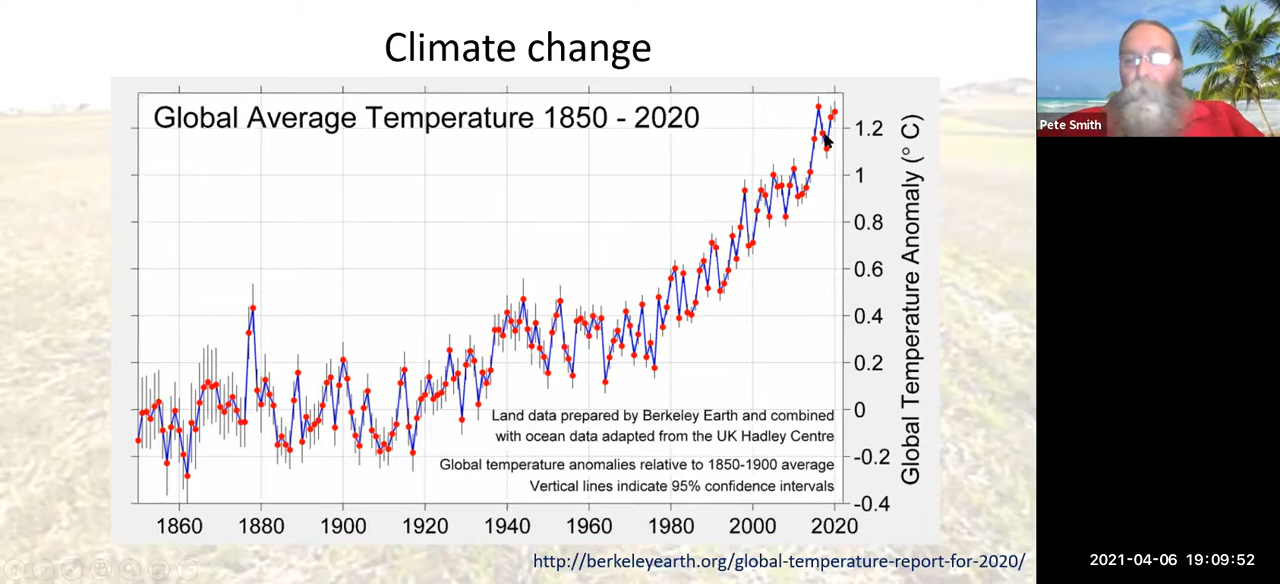 Climate change
Global Average Temperature 1850 - 2020
1.2
1
0.8
0.6
0.4
0.2
0
-0.2
-0.4
Global Temperature Anomaly (° C)
Land data prepared by Berkeley Earth and combined
with ocean data adapted from the UK Hadley Centre
Global temperature anomalies relative to 1850-1900 average
Vertical lines indicate 95% confidence intervals
1860 1880 1900 1920 1940 1960 1980 2000 2020
http://berkeleyearth.org/global-temperature-report-for-2020/
Pete Smith
2021-04-06 19:09:52